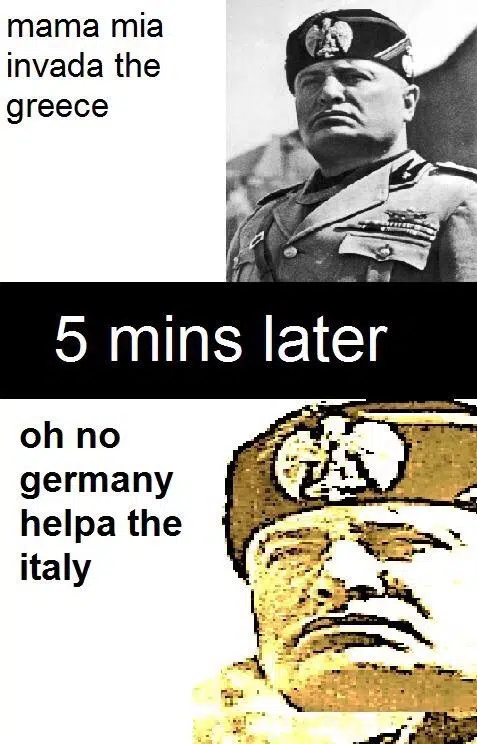 mama mia
invada the
greece
5 mins later
oh no
germany
helpa the
italy